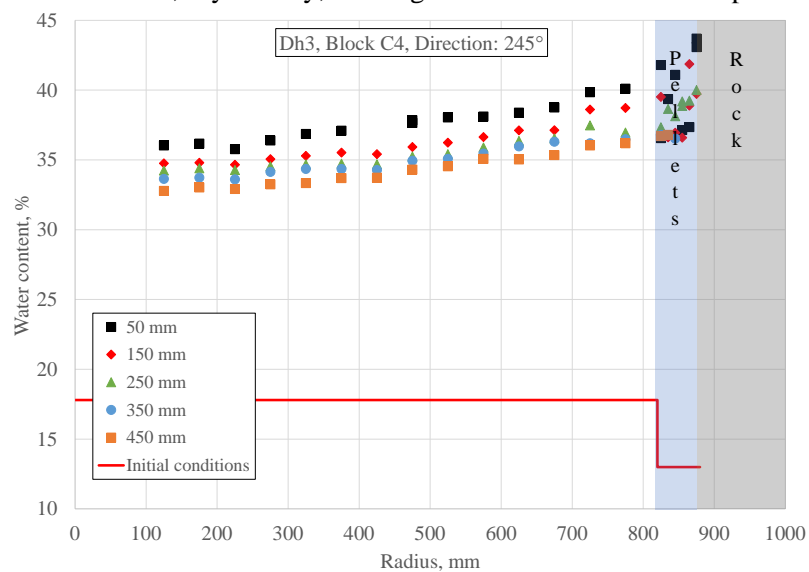 Dh3, Block C4, Direction: 245°
Pellets
Rock
45
40
35
30
25
20
15
10
Water content, %
50 mm
150 mm
250 mm
350 mm
450 mm
Initial conditions
0 100 200 300 400 500 600 700 800 900 1000
Radius, mm